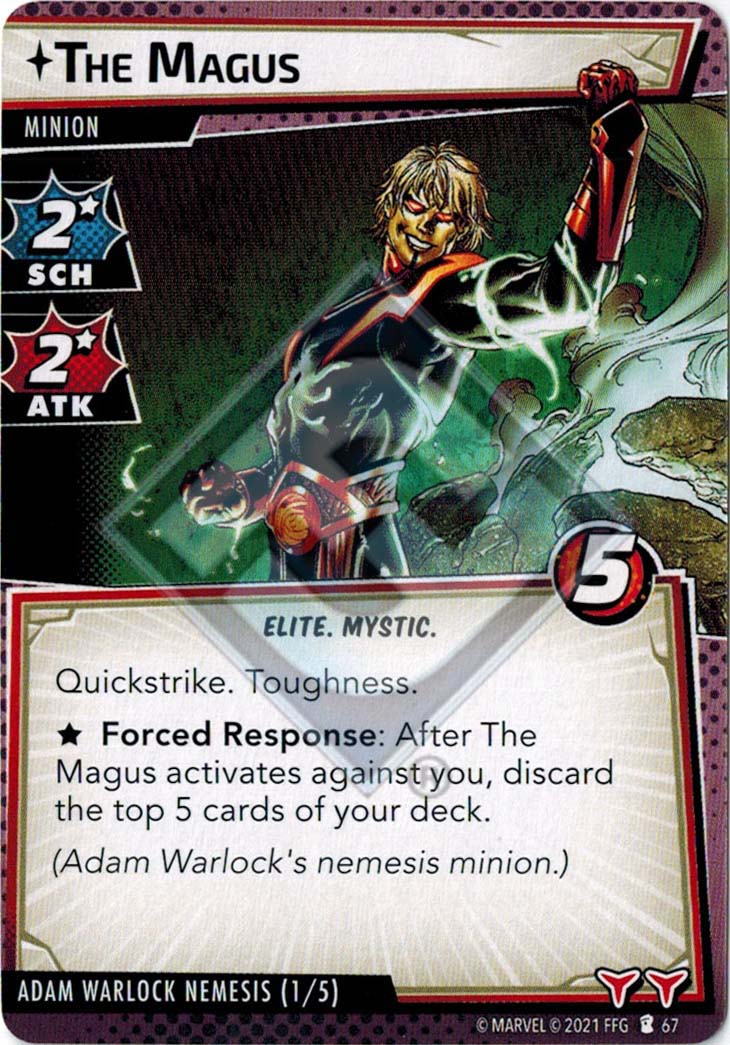 THE MAGUS
MINION
2★
SCH
2★
ATK
5
ELITE. MYSTIC.
Quickstrike. Toughness.
★ Forced Response: After The
Magus activates against you, discard
the top 5 cards of your deck.
(Adam Warlock's nemesis minion.)
ADAM WARLOCK NEMESIS (1/5)
© MARVEL © 2021 FFG 67